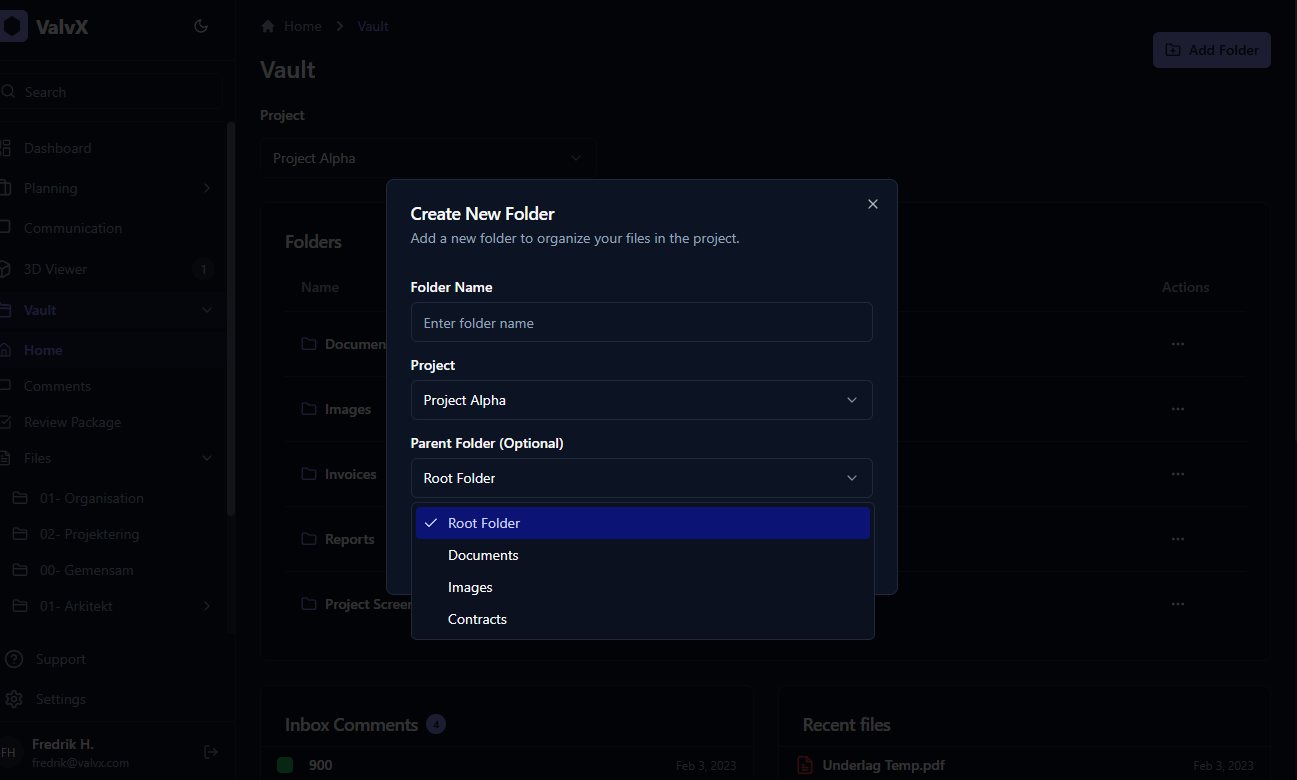 ValvX
Search
Dashboard
Planning
Communication
3D Viewer
1
Vault
Home
Comments
Review Package
Files
01- Organisation
02- Projektering
00- Gemensam
01- Arkitekt
Support
Settings
FH
Fredrik H.
fredrik@valvx.com
Home
Vault
Vault
Add Folder
Project
Project Alpha
Folders
Name
Actions
Documen
Images
Invoices
Reports
Project Screen
Create New Folder
Add a new folder to organize your files in the project.
Folder Name
Enter folder name
Project
Project Alpha
Parent Folder (Optional)
Root Folder
Root Folder
Documents
Images
Contracts
Inbox Comments
4
900
Feb 3, 2023
Recent files
Underlag Temp.pdf
Feb 3, 2023